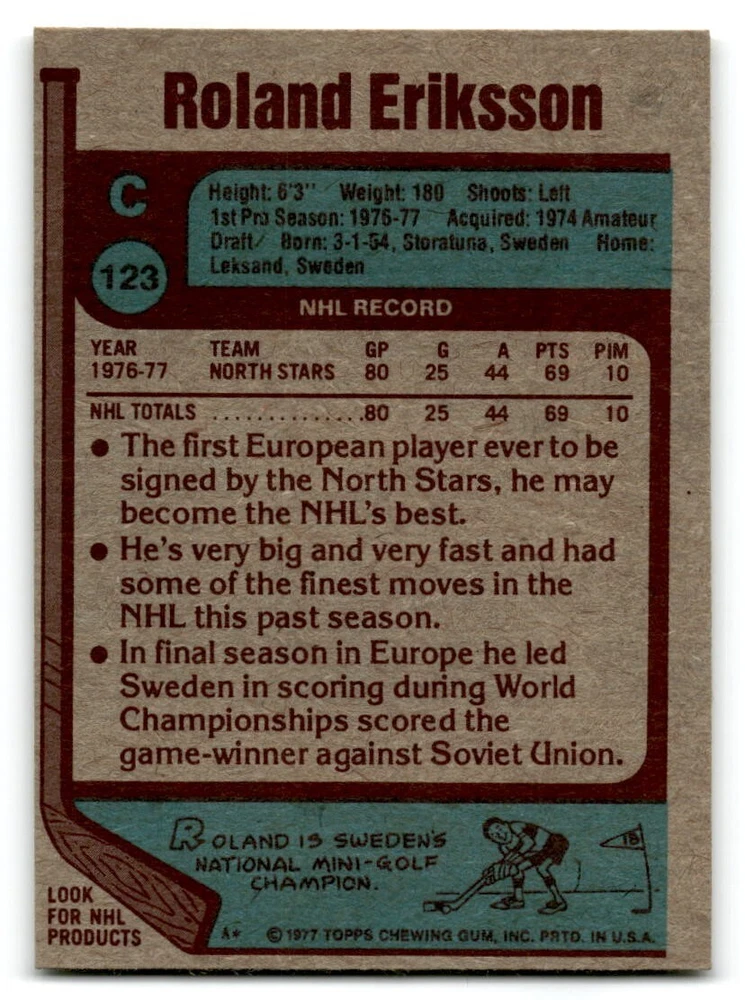 Roland Eriksson
C
Height: 6'3" Weight: 180 Shoots: Left
1st Pro Season: 1976-77 Acquired: 1974 Amateur
Draft/ Born: 3-1-54, Storatuna, Sweden Home:
Leksand, Sweden
123
NHL RECORD
YEAR TEAM GP G A PTS PIM
1976-77 NORTH STARS 80 25 44 69 10
NHL TOTALS ..............80 25 44 69 10
● The first European player ever to be
signed by the North Stars, he may
become the NHL's best.
● He's very big and very fast and had
some of the finest moves in the
NHL this past season.
● In final season in Europe he led
Sweden in scoring during World
Championships scored the
game-winner against Soviet Union.
ROLAND IS SWEDEN'S
NATIONAL MINI-GOLF
CHAMPION.
18
LOOK
FOR NHL
PRODUCTS
A* ©1977 TOPPS CHEWING GUM, INC. PRTD. IN U.S.A.